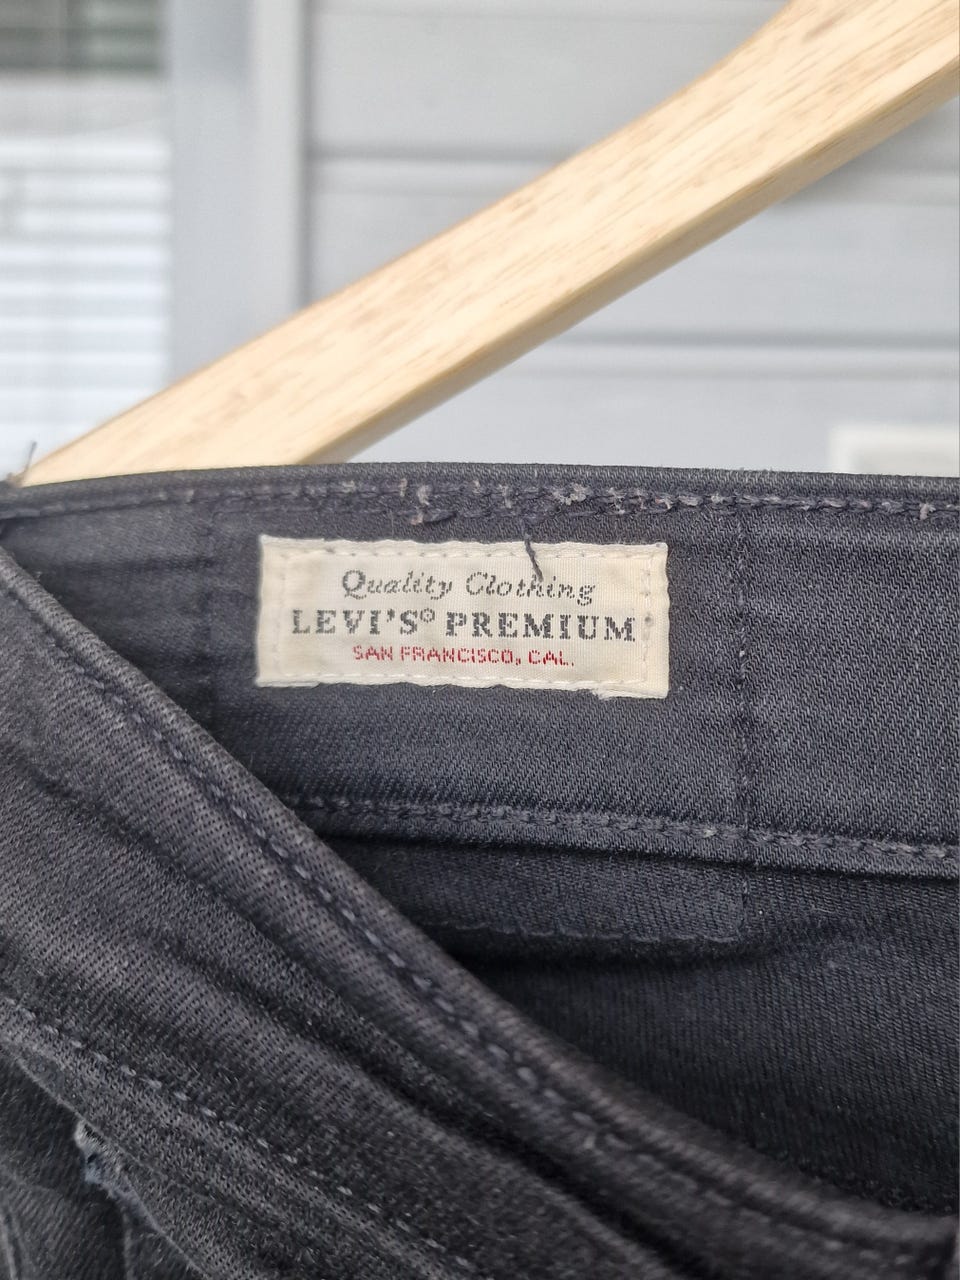 Quality Clothing
LEVI'S® PREMIUM
SAN FRANCISCO, CAL.